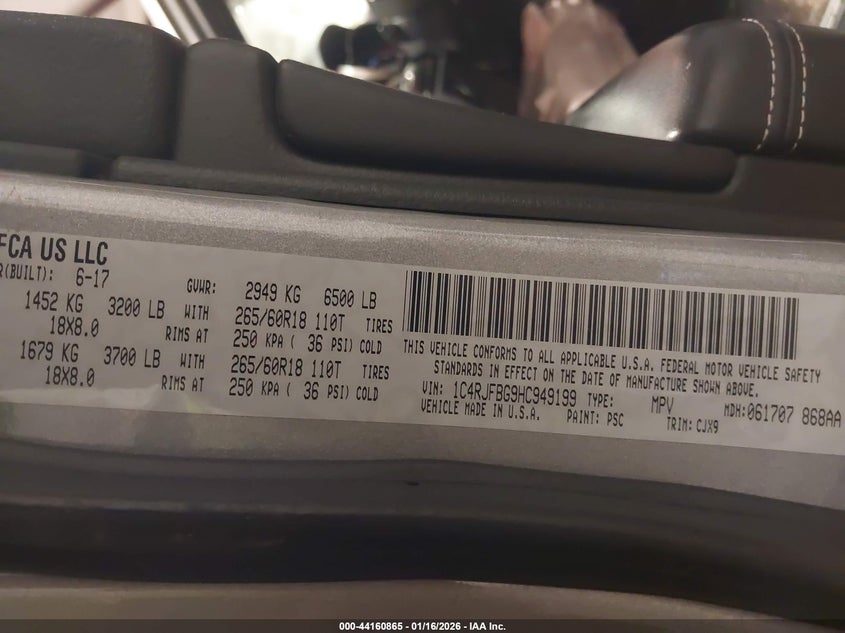 FCA US LLC
R(BUILT): 6-17
GVWR: 2949 KG 6500 LB
1452 KG 3200 LB WITH 265/60R18 110T TIRES
18X8.0 RIMS AT 250 KPA ( 36 PSI) COLD
1679 KG 3700 LB WITH 265/60R18 110T TIRES
18X8.0 RIMS AT 250 KPA ( 36 PSI) COLD
THIS VEHICLE CONFORMS TO ALL APPLICABLE U.S.A. FEDERAL MOTOR VEHICLE SAFETY
STANDARDS IN EFFECT ON THE DATE OF MANUFACTURE SHOWN ABOVE.
VIN: 1C4RJFBG9HC949199 TYPE: MPV MDH:061707 868AA
VEHICLE MADE IN U.S.A. PAINT: PSC TRIM: CJX9
000-44160865 - 01/16/2026 - IAA Inc.